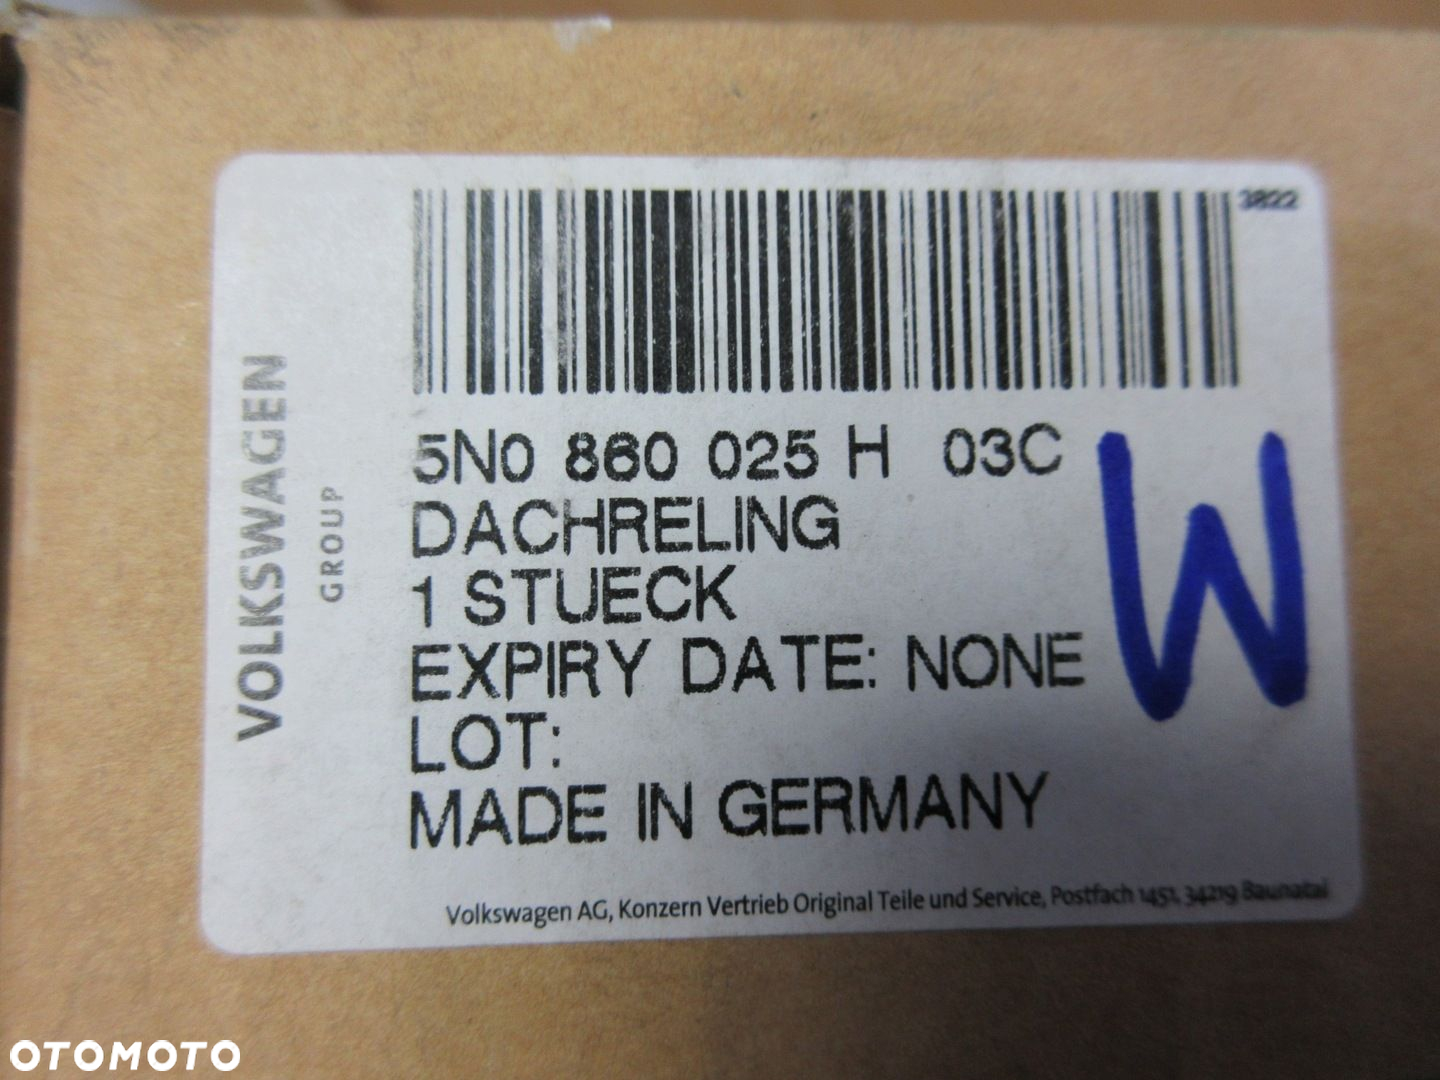 3822
VOLKSWAGEN
GROUP
5N0 860 025 H 03C
DACHRELING
1 STUECK
EXPIRY DATE: NONE
LOT:
MADE IN GERMANY
W
Volkswagen AG, Konzern Vertrieb Original Teile und Service, Postfach 1451, 34219 Baunatal
OTOMOTO